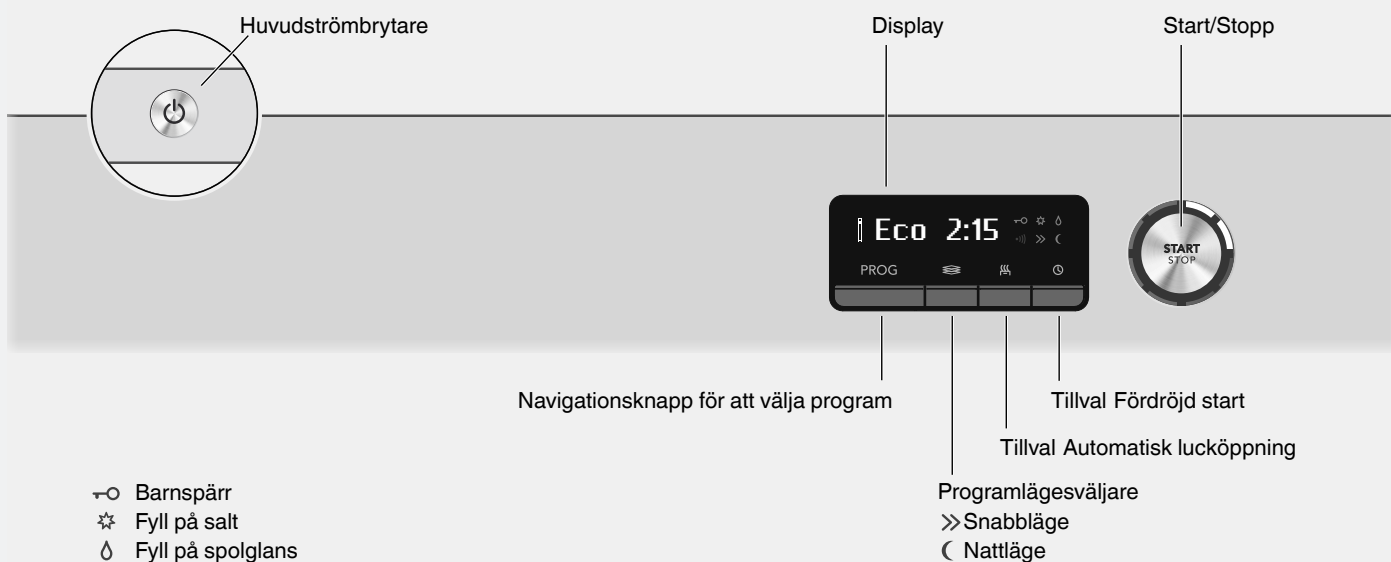 Huvudströmbrytare
Display
Start/Stopp
Eco 2:15
PROG
START
STOP
Navigationsknapp för att välja program
Tillval Fördröjd start
Tillval Automatisk lucköppning
Barnspärr
Fyll på salt
Fyll på spolglans
Programlägesväljare
Snabbläge
Nattläge